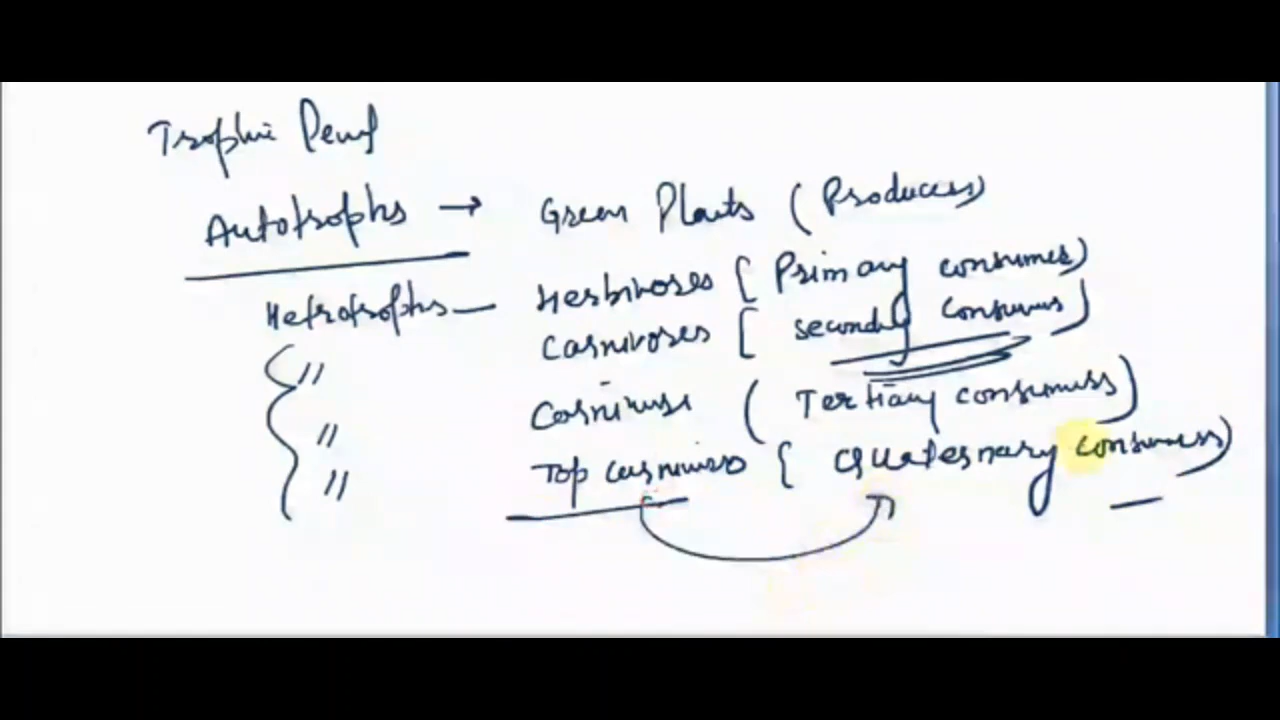 Trophic Level
Autotrophs → Green Plants (Producers)
Hetrotrophs — Herbivores [Primary consumers)
" Carnivores [secondary consumers)
" Carnivores (Tertiary consumers)
" Top carnivores [Quaternary consumers)